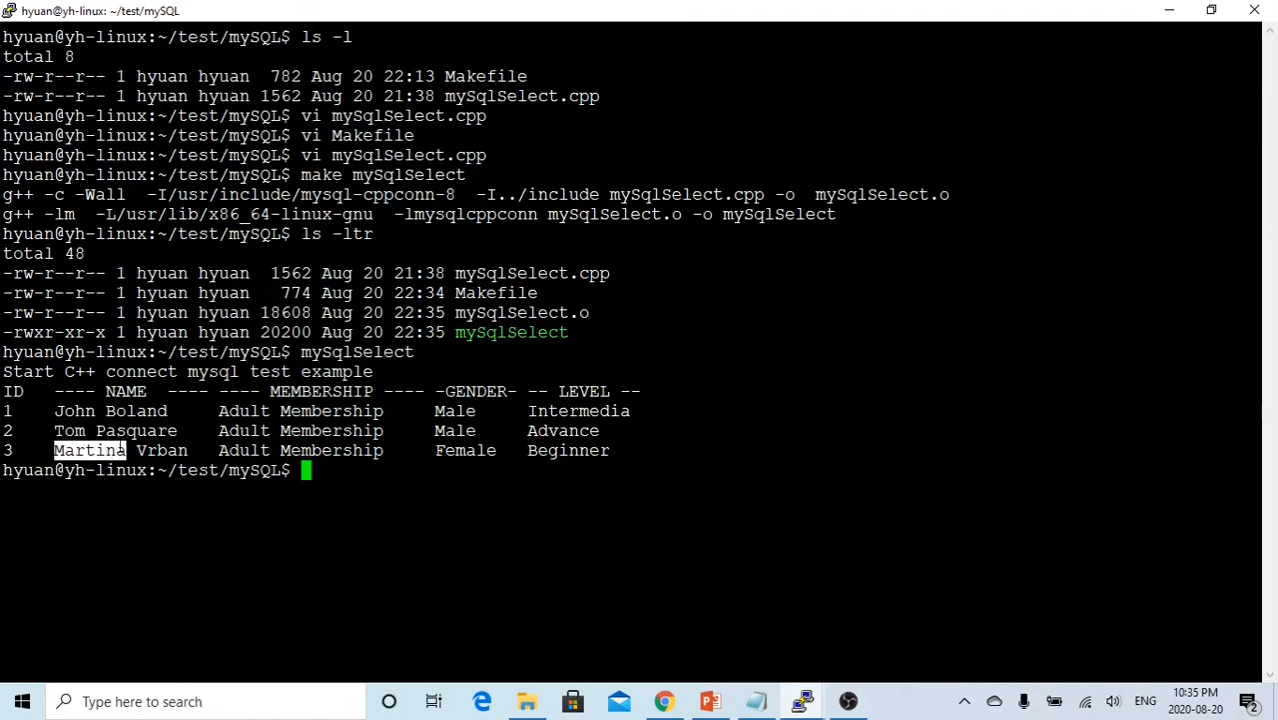 hyuan@yh-linux: ~/test/mySQL
hyuan@yh-linux:~/test/mySQL$ ls -l
total 8
-rw-r--r-- 1 hyuan hyuan  782 Aug 20 22:13 Makefile
-rw-r--r-- 1 hyuan hyuan 1562 Aug 20 21:38 mySqlSelect.cpp
hyuan@yh-linux:~/test/mySQL$ vi mySqlSelect.cpp
hyuan@yh-linux:~/test/mySQL$ vi Makefile
hyuan@yh-linux:~/test/mySQL$ vi mySqlSelect.cpp
hyuan@yh-linux:~/test/mySQL$ make mySqlSelect
g++ -c -Wall  -I/usr/include/mysql-cppconn-8  -I../include mySqlSelect.cpp -o  mySqlSelect.o
g++ -lm  -L/usr/lib/x86_64-linux-gnu  -lmysqlcppconn mySqlSelect.o -o mySqlSelect
hyuan@yh-linux:~/test/mySQL$ ls -ltr
total 48
-rw-r--r-- 1 hyuan hyuan  1562 Aug 20 21:38 mySqlSelect.cpp
-rw-r--r-- 1 hyuan hyuan   774 Aug 20 22:34 Makefile
-rw-r--r-- 1 hyuan hyuan 18608 Aug 20 22:35 mySqlSelect.o
-rwxr-xr-x 1 hyuan hyuan 20200 Aug 20 22:35 mySqlSelect
hyuan@yh-linux:~/test/mySQL$ mySqlSelect
Start C++ connect mysql test example
ID   ---- NAME  ---- ---- MEMBERSHIP ---- -GENDER- -- LEVEL --
1    John Boland     Adult Membership     Male     Intermedia
2    Tom Pasquare    Adult Membership     Male     Advance
3    Martina Vrban   Adult Membership     Female   Beginner
hyuan@yh-linux:~/test/mySQL$
Type here to search
ENG
10:35 PM
2020-08-20
2